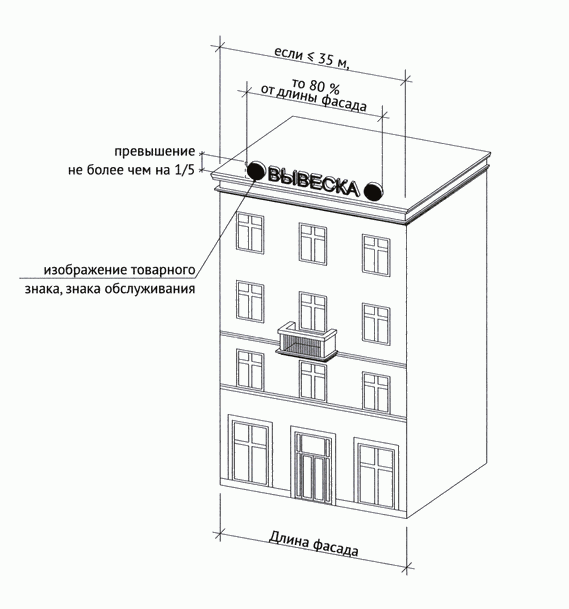 если ≤ 35 м,
то 80 %
от длины фасада
превышение
не более чем на 1/5
ВЫВЕСКА
изображение товарного
знака, знака обслуживания
Длина фасада